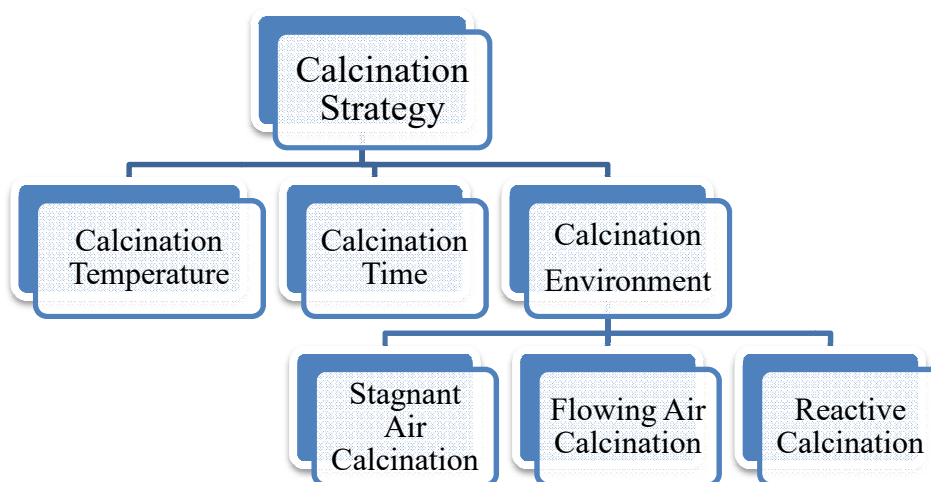 Calcination
Strategy
Calcination
Temperature
Calcination
Time
Calcination
Environment
Stagnant
Air
Calcination
Flowing Air
Calcination
Reactive
Calcination